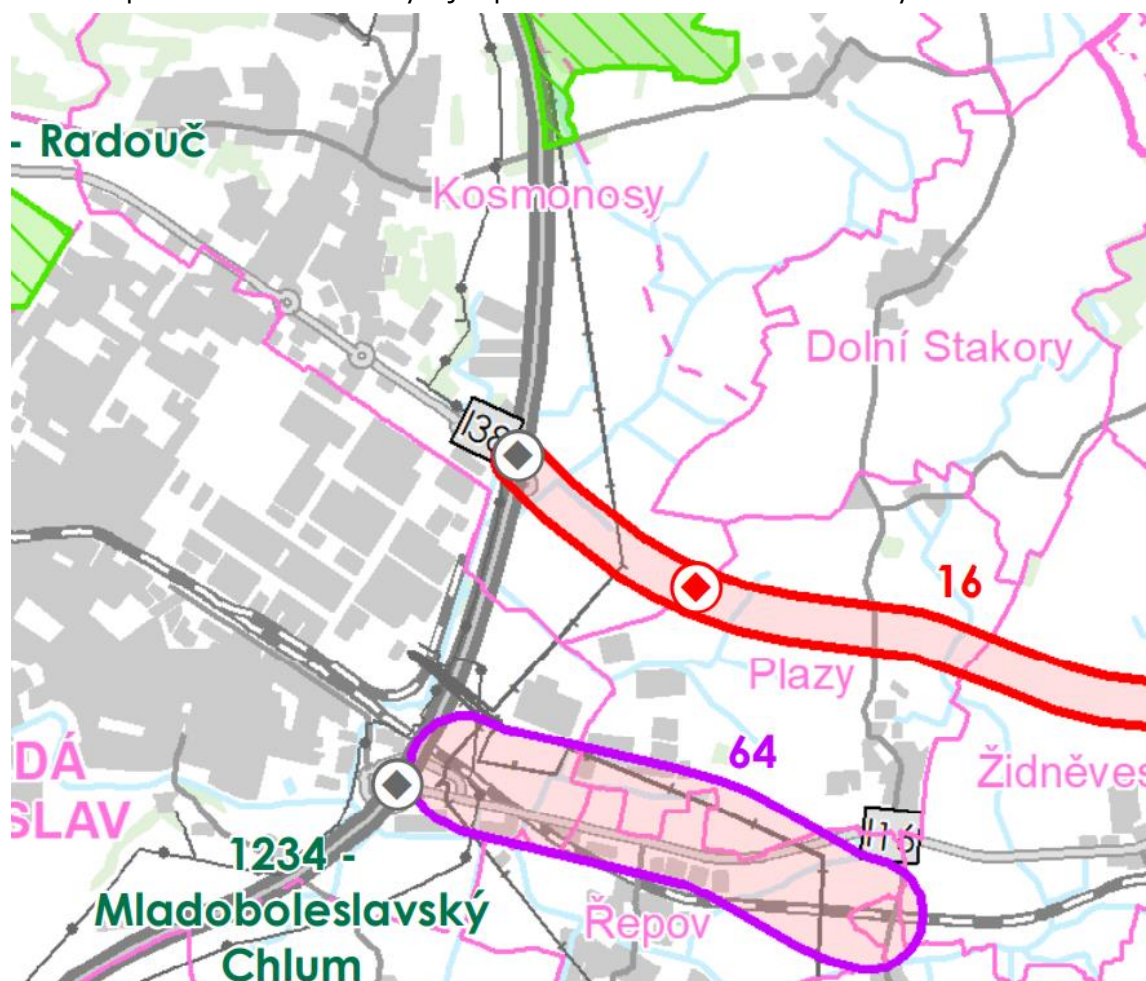 - Radouč
Kosmonosy
Dolní Stakory
I38
16
Plazy
64
Židněves
DÁ
SLAV
I16
1234 -
Mladoboleslavský
Chlum
Řepov